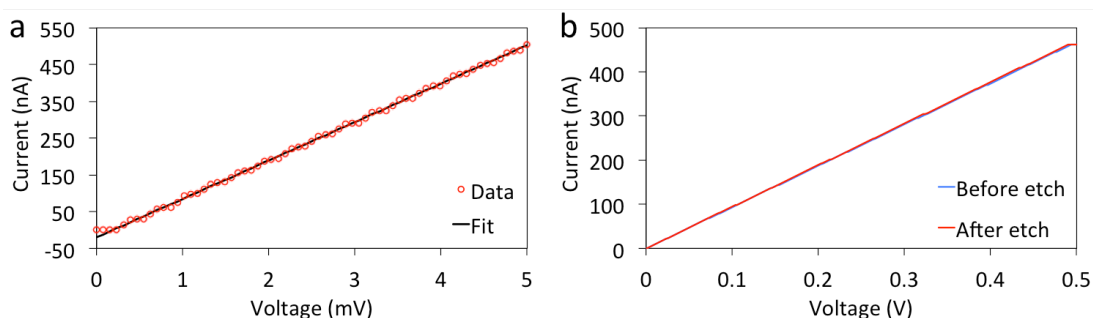 a
550
450
350
250
150
50
-50
Current (nA)
0
1
2
3
4
5
Voltage (mV)
Data
Fit
b
500
400
300
200
100
0
Current (nA)
0
0.1
0.2
0.3
0.4
0.5
Voltage (V)
Before etch
After etch